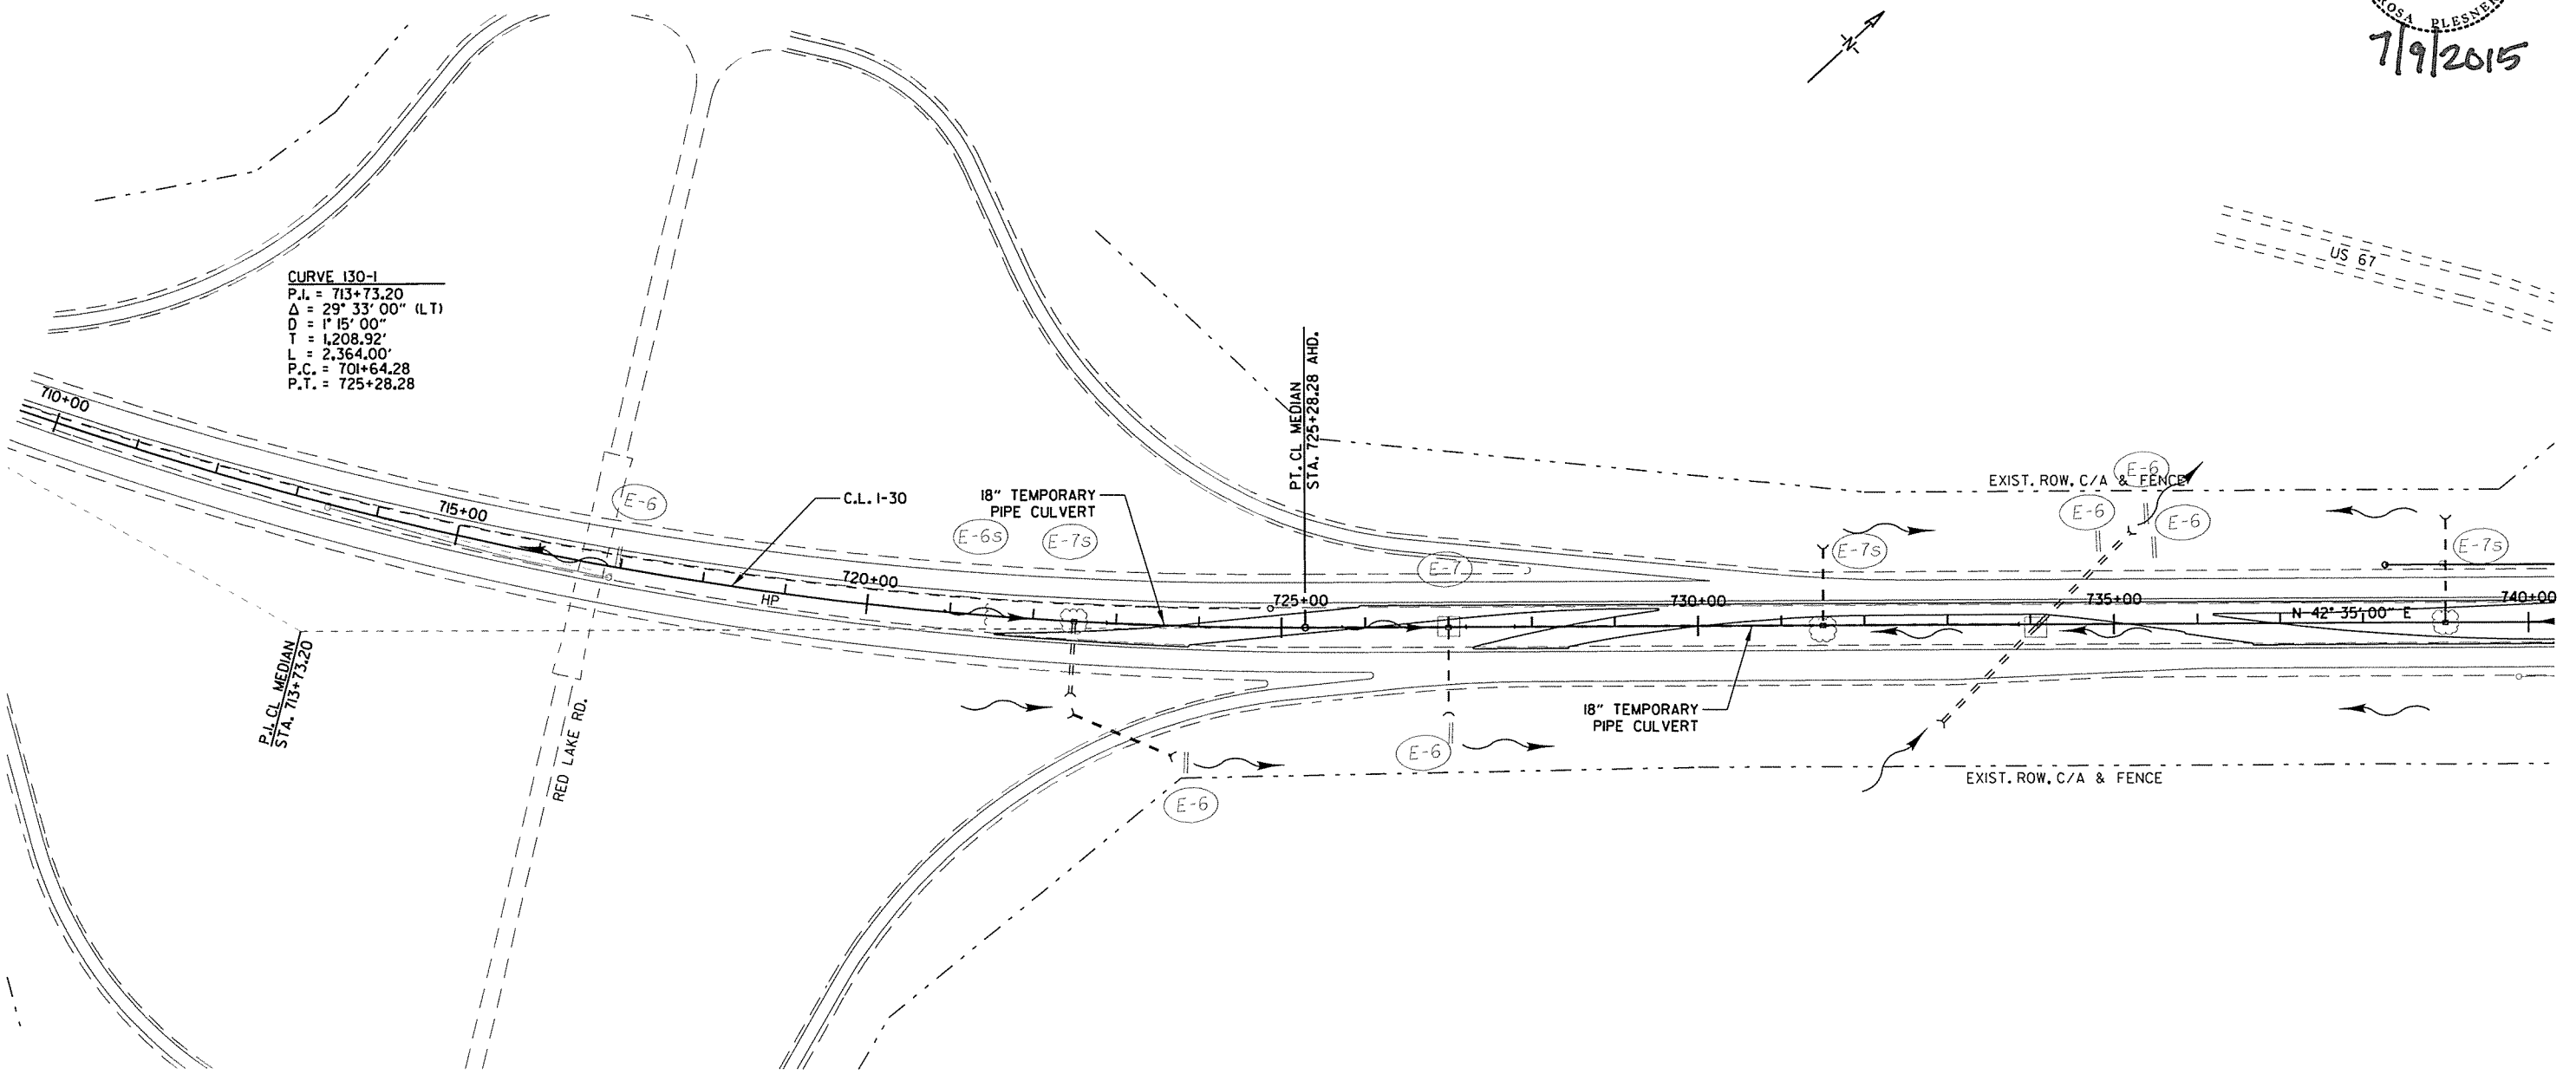 ROSA PLESNER
7/9/2015
N
US 67
CURVE 130-1
P.I. = 713+73.20
Δ = 29° 33' 00" (LT)
D = 1° 15' 00"
T = 1,208.92'
L = 2,364.00'
P.C. = 701+64.28
P.T. = 725+28.28
710+00
715+00
E-6
C.L. I-30
18" TEMPORARY
PIPE CULVERT
E-6s
E-7s
PT. CL MEDIAN
STA. 725+28.28 AHD.
EXIST. ROW, C/A & FENCE
E-6
E-6
E-6
E-7s
E-7s
E-7
720+00
HP
725+00
730+00
735+00
740+00
N 42° 35' 00" E
P.I. CL MEDIAN
STA. 713+73.20
RED LAKE RD.
18" TEMPORARY
PIPE CULVERT
E-6
E-6
EXIST. ROW, C/A & FENCE